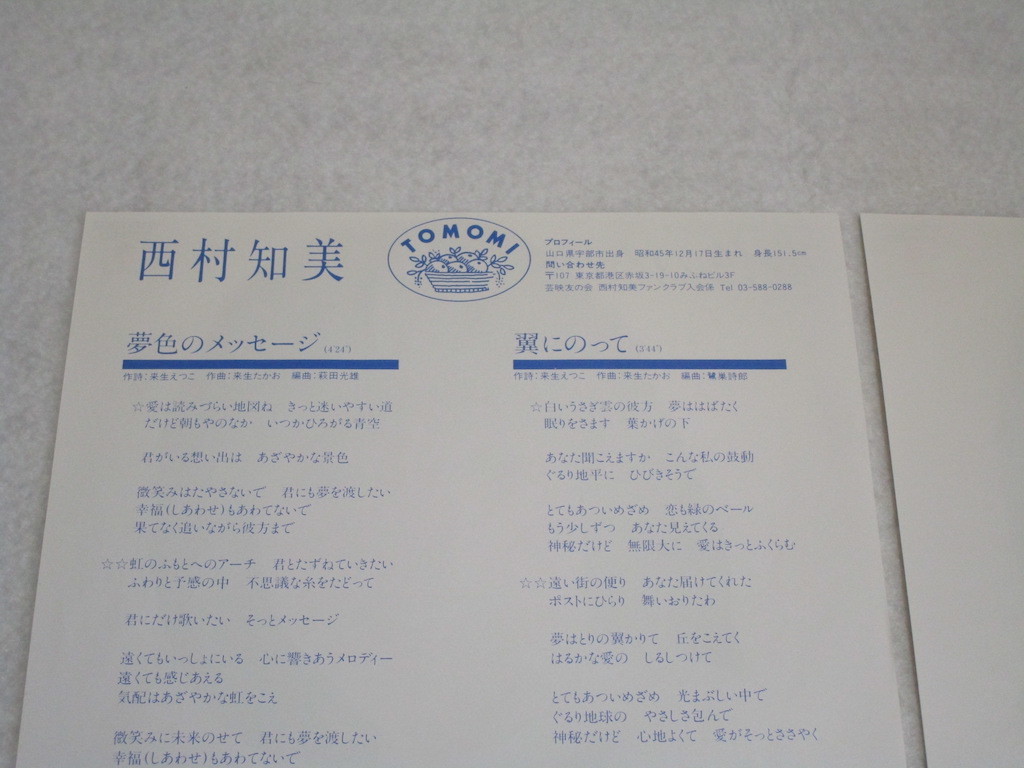 西村知美
TOMOMI
プロフィール
山口県宇部市出身 昭和45年12月17日生まれ 身長151.5cm
問い合わせ先
〒107 東京都港区赤坂3-19-10みふねビル3F
芸映友の会 西村知美ファンクラブ入会係 Tel 03-588-0288
夢色のメッセージ (4'24")
作詩:来生えつこ 作曲:来生たかお 編曲:萩田光雄
☆愛は読みづらい地図ね きっと迷いやすい道
だけど朝もやのなか いつかひろがる青空
君がいる想い出は あざやかな景色
微笑みはたやさないで 君にも夢を渡したい
幸福(しあわせ)もあわてないで
果てなく追いながら彼方まで
☆☆虹のふもとへのアーチ 君とたずねていきたい
ふわりと予感の中 不思議な糸をたどって
君にだけ歌いたい そっとメッセージ
遠くてもいっしょにいる 心に響きあうメロディー
遠くても感じあえる
気配はあざやかな虹をこえ
微笑みに未来のせて 君にも夢を渡したい
幸福(しあわせ)もあわてないで
翼にのって (3'44")
作詩:来生えつこ 作曲:来生たかお 編曲:鷺巣詩郎
☆白いうさぎ雲の彼方 夢ははばたく
眠りをさます 葉かげの下
あなた聞こえますか こんな私の鼓動
ぐるり地平に ひびきそうで
とてもあついめざめ 恋も緑のベール
もう少しずつ あなた見えてくる
神秘だけど 無限大に 愛はきっとふくらむ
☆☆遠い街の便り あなた届けてくれた
ポストにひらり 舞いおりたわ
夢はとりの翼かりて 丘をこえてく
はるかな愛の しるしつけて
とてもあついめざめ 光まぶしい中で
ぐるり地球の やさしさ包んで
神秘だけど 心地よくて 愛がそっとささやく